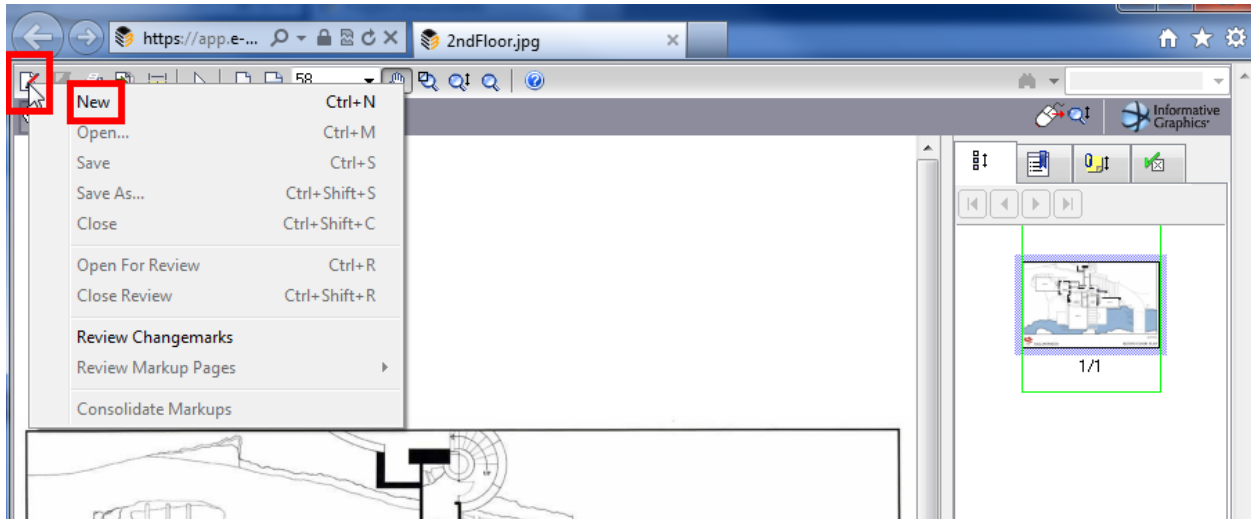 https://app.e-...
2ndFloor.jpg
58
New Ctrl+N
Open... Ctrl+M
Save Ctrl+S
Save As... Ctrl+Shift+S
Close Ctrl+Shift+C
Open For Review Ctrl+R
Close Review Ctrl+Shift+R
Review Changemarks
Review Markup Pages
Consolidate Markups
Informative
Graphics
1/1